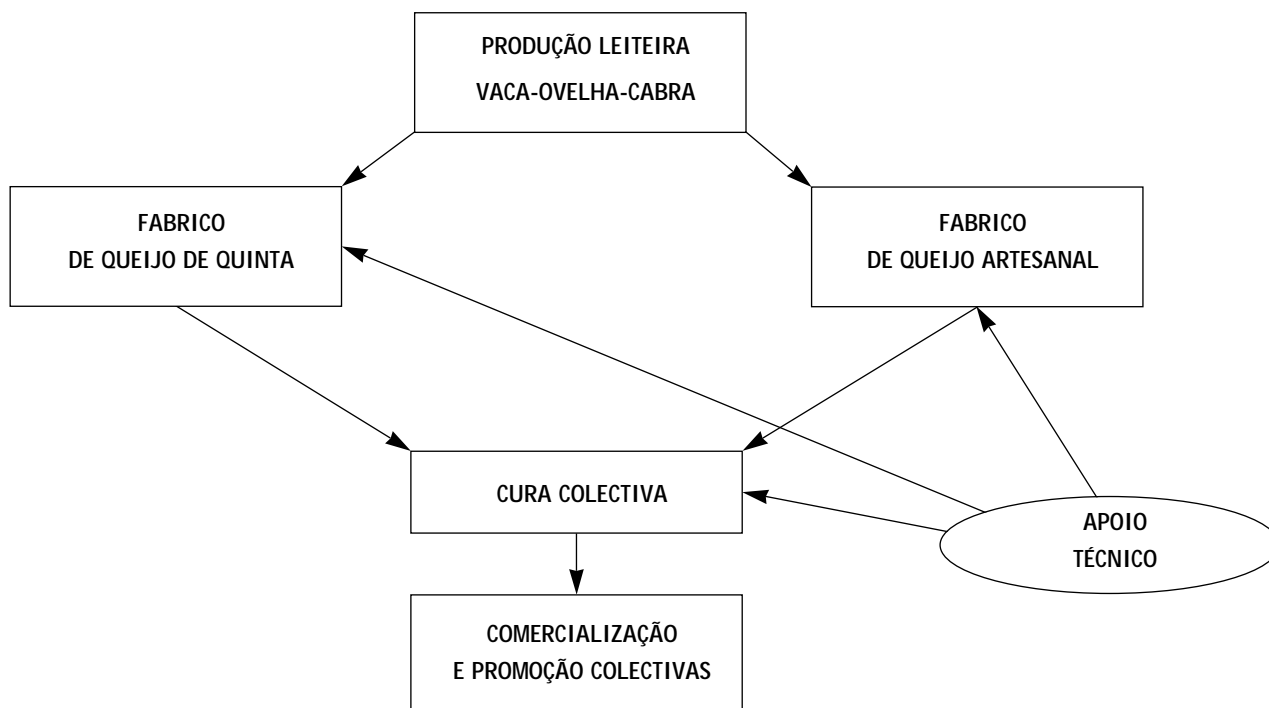 PRODUÇÃO LEITEIRA
VACA-OVELHA-CABRA
FABRICO
DE QUEIJO DE QUINTA
FABRICO
DE QUEIJO ARTESANAL
CURA COLECTIVA
APOIO
TÉCNICO
COMERCIALIZAÇÃO
E PROMOÇÃO COLECTIVAS